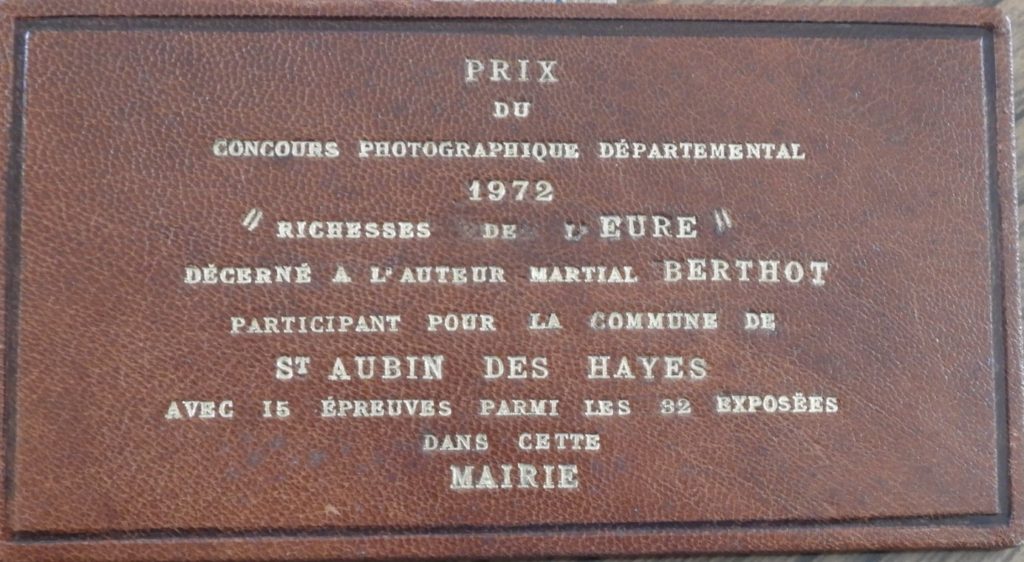 PRIX
DU
CONCOURS PHOTOGRAPHIQUE DÉPARTEMENTAL
1972
"RICHESSES DE L'EURE"
DÉCERNÉ A L'AUTEUR MARTIAL BERTHOT
PARTICIPANT POUR LA COMMUNE DE
ST AUBIN DES HAYES
AVEC 15 ÉPREUVES PARMI LES 32 EXPOSËES
DANS CETTE
MAIRIE